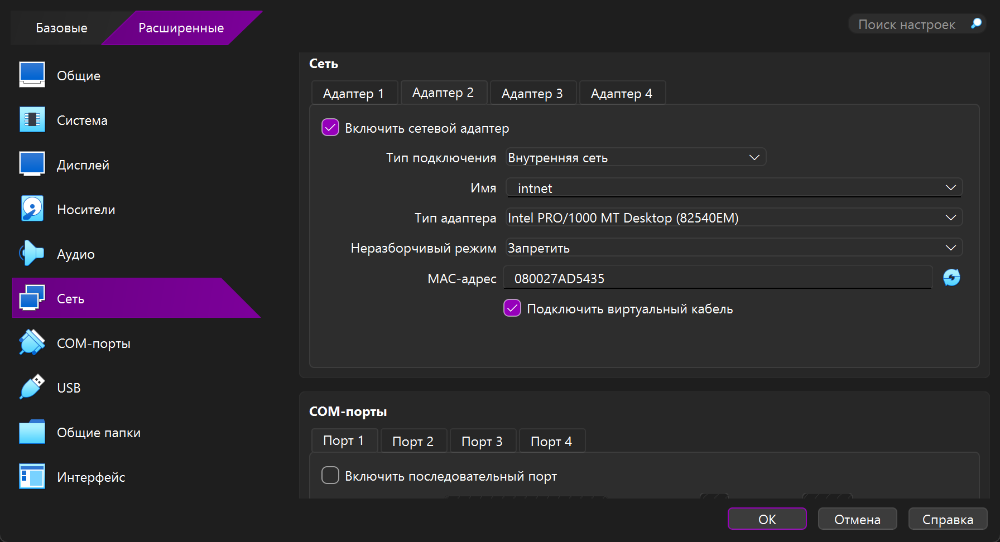 Базовые
Расширенные
Поиск настроек
Общие
Система
Дисплей
Носители
Аудио
Сеть
COM-порты
USB
Общие папки
Интерфейс
Сеть
Адаптер 1
Адаптер 2
Адаптер 3
Адаптер 4
Включить сетевой адаптер
Тип подключения Внутренняя сеть
Имя intnet
Тип адаптера Intel PRO/1000 MT Desktop (82540EM)
Неразборчивый режим Запретить
MAC-адрес 080027AD5435
Подключить виртуальный кабель
COM-порты
Порт 1
Порт 2
Порт 3
Порт 4
Включить последовательный порт
OK
Отмена
Справка